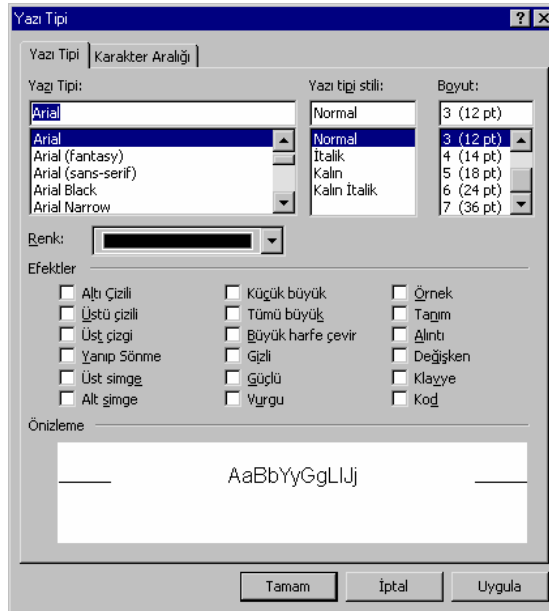 Yazı Tipi
Yazı Tipi Karakter Aralığı
Yazı Tipi: Yazı tipi stili: Boyut:
Arial Normal 3 (12 pt)
Arial Normal 3 (12 pt)
Arial (fantasy) İtalik 4 (14 pt)
Arial (sans-serif) Kalın 5 (18 pt)
Arial Black Kalın İtalik 6 (24 pt)
Arial Narrow 7 (36 pt)
Renk:
Efektler
Altı Çizili Küçük büyük Örnek
Üstü çizili Tümü büyük Tanım
Üst çizgi Büyük harfe çevir Alıntı
Yanıp Sönme Gizli Değişken
Üst simge Güçlü Klavye
Alt simge Vurgu Kod
Önizleme
AaBbYyGgLlJj
Tamam İptal Uygula